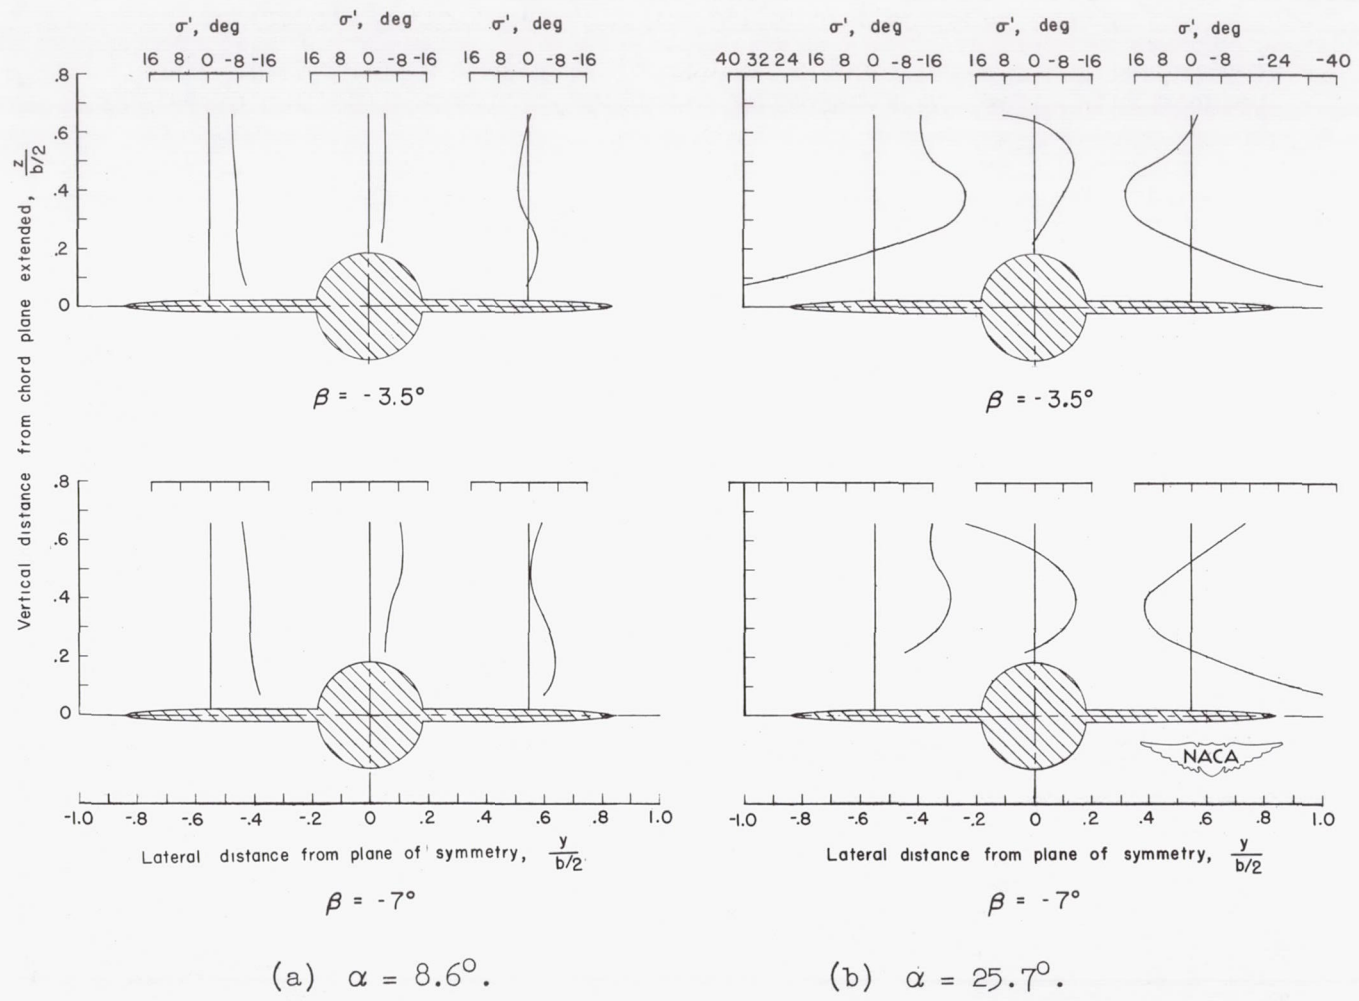 σ', deg σ', deg σ', deg σ', deg σ', deg σ', deg
16 8 0 -8 -16 16 8 0 -8 -16 16 8 0 -8 -16 40 32 24 16 8 0 -8 -16 16 8 0 -8 -16 16 8 0 -8 -24 -40
.8
.6
.4
.2
0
Vertical distance from chord plane extended, z/b/2
β = -3.5° β = -3.5°
.8
.6
.4
.2
0
NACA
-1.0 -.8 -.6 -.4 -.2 0 .2 .4 .6 .8 1.0 -1.0 -.8 -.6 -.4 -.2 0 .2 .4 .6 .8 1.0
Lateral distance from plane of symmetry, y/b/2 Lateral distance from plane of symmetry, y/b/2
β = -7° β = -7°
(a) α = 8.6°. (b) α = 25.7°.